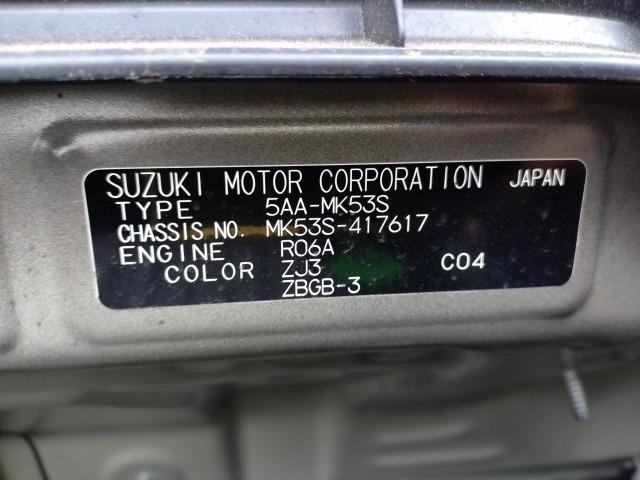 SUZUKI MOTOR CORPORATION JAPAN
TYPE 5AA-MK53S
CHASSIS NO. MK53S-417617
ENGINE R06A
COLOR ZJ3 C04
ZBGB-3